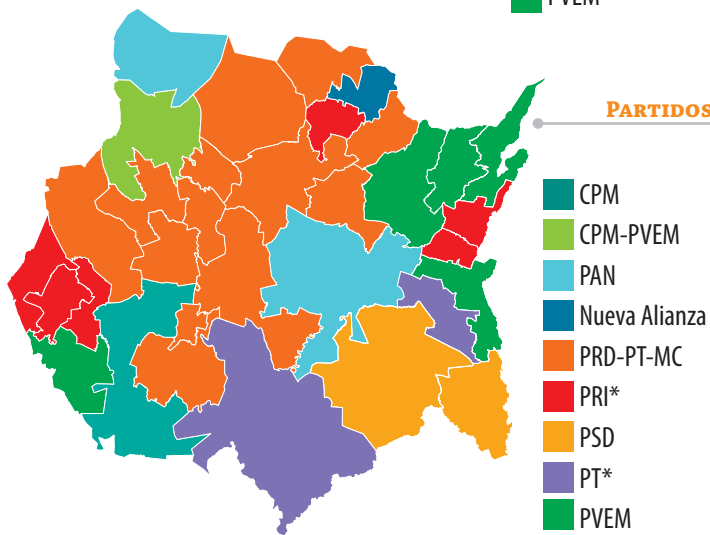 PVEM
PARTIDOS
CPM
CPM-PVEM
PAN
Nueva Alianza
PRD-PT-MC
PRI*
PSD
PT*
PVEM